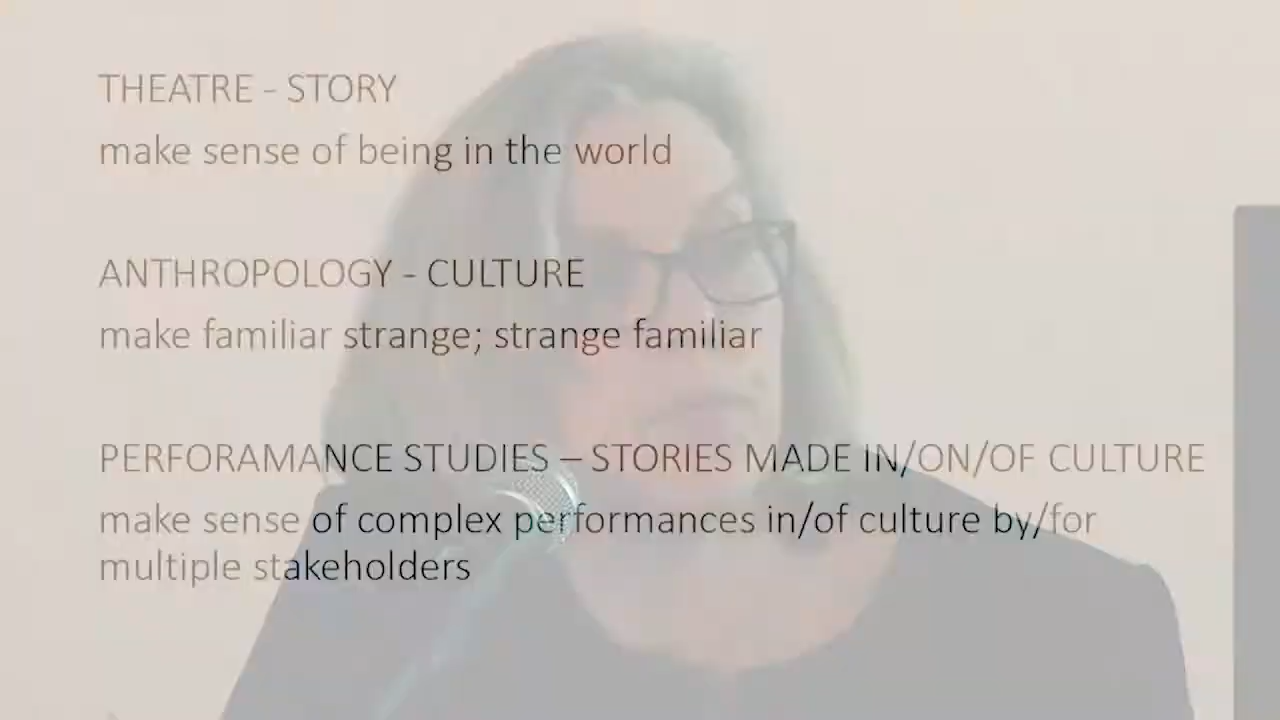 THEATRE - STORY
make sense of being in the world
ANTHROPOLOGY - CULTURE
make familiar strange; strange familiar
PERFORAMANCE STUDIES – STORIES MADE IN/ON/OF CULTURE
make sense of complex performances in/of culture by/for
multiple stakeholders